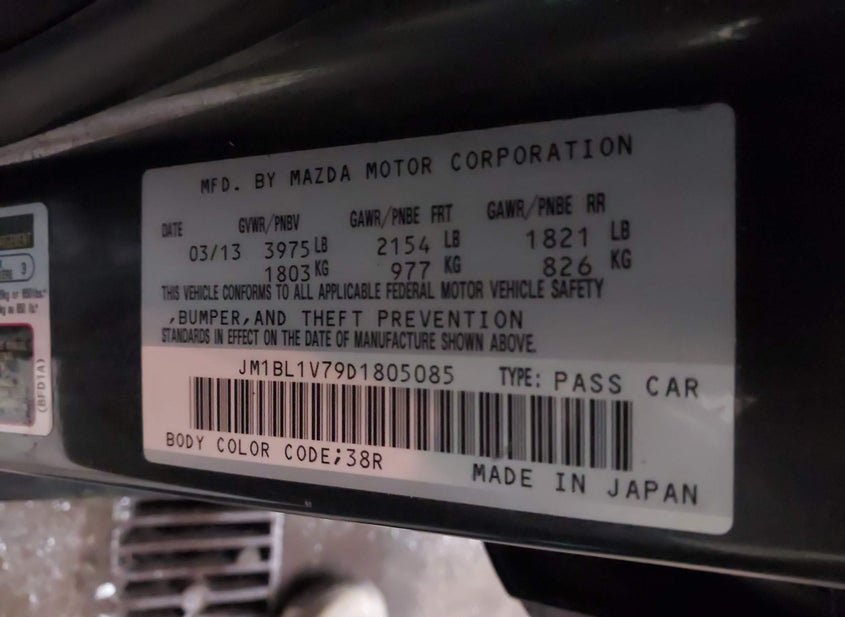 MFD. BY MAZDA MOTOR CORPORATION
DATE GVWR/PNBV GAWR/PNBE FRT GAWR/PNBE RR
03/13 3975 LB 2154 LB 1821 LB
1803 KG 977 KG 826 KG
THIS VEHICLE CONFORMS TO ALL APPLICABLE FEDERAL MOTOR VEHICLE SAFETY
,BUMPER,AND THEFT PREVENTION
STANDARDS IN EFFECT ON THE DATE OF MANUFACTURE SHOWN ABOVE.
JM1BL1V79D1805085 TYPE: PASS CAR
BODY COLOR CODE;38R
MADE IN JAPAN
3
(BFD1A)